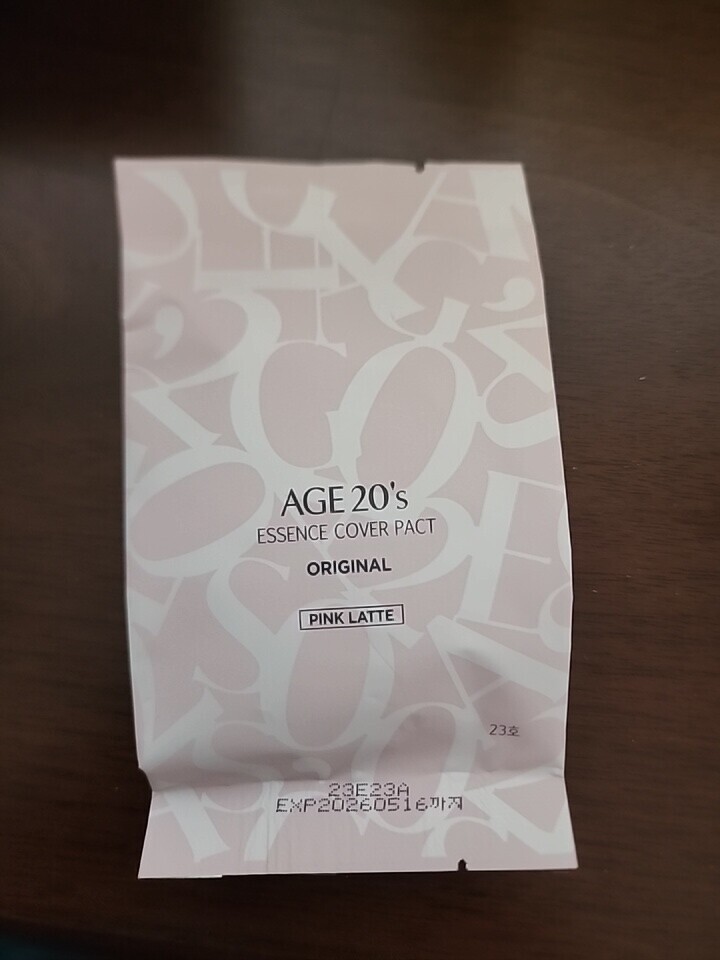 AGE 20's
ESSENCE COVER PACT
ORIGINAL
PINK LATTE
23호
23E23A
EXP20260516까지